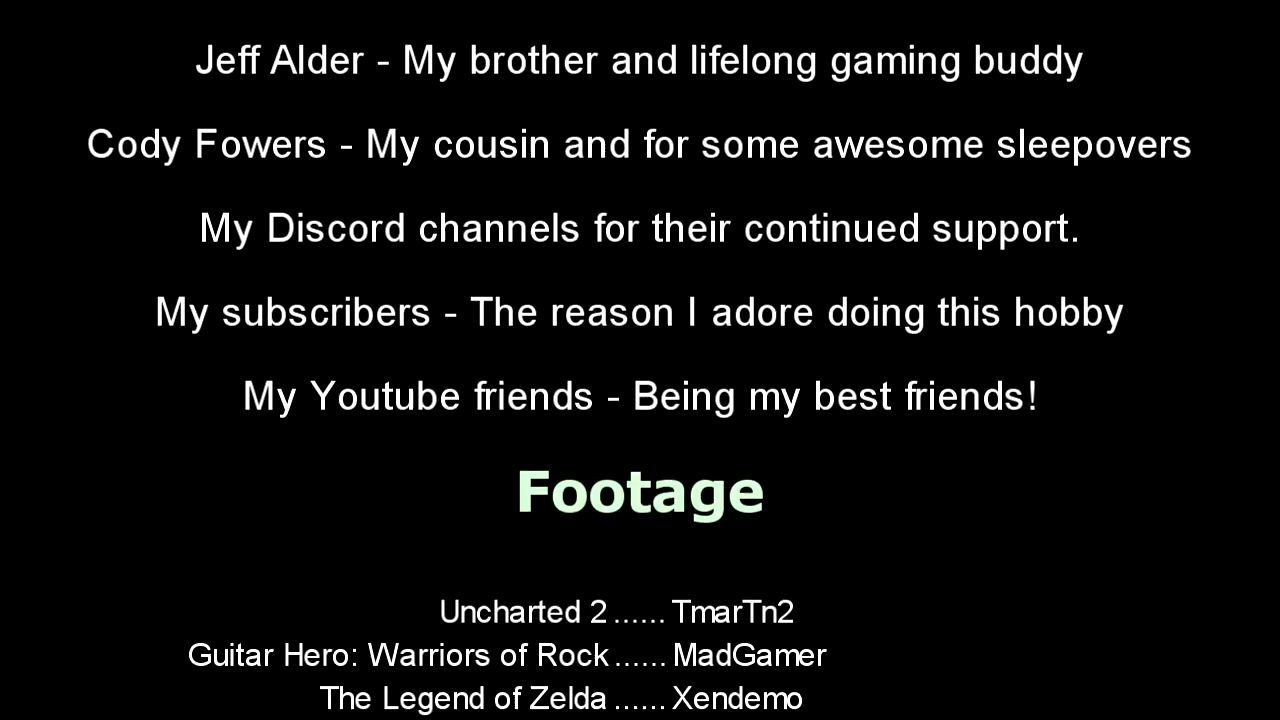 Jeff Alder - My brother and lifelong gaming buddy
Cody Fowers - My cousin and for some awesome sleepovers
My Discord channels for their continued support.
My subscribers - The reason I adore doing this hobby
My Youtube friends - Being my best friends!
Footage
Uncharted 2 ...... TmarTn2
Guitar Hero: Warriors of Rock ...... MadGamer
The Legend of Zelda ...... Xendemo